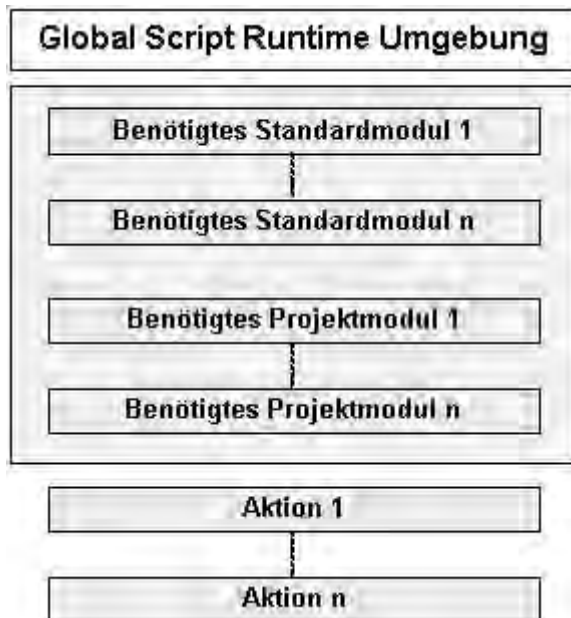 Global Script Runtime Umgebung
Benötigtes Standardmodul 1
Benötigtes Standardmodul n
Benötigtes Projektmodul 1
Benötigtes Projektmodul n
Aktion 1
Aktion n